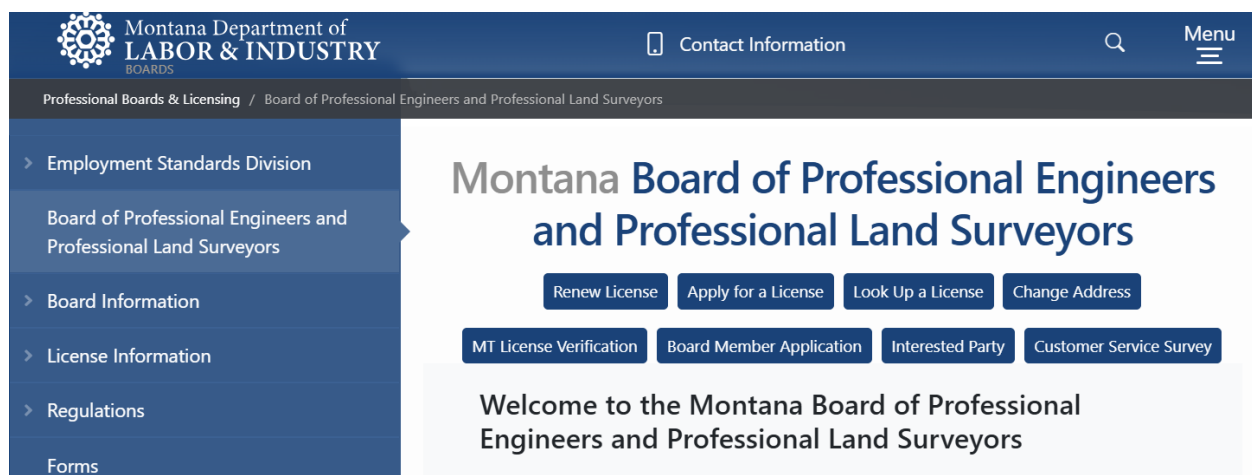 Montana Department of
LABOR & INDUSTRY
BOARDS
Contact Information
Menu
Professional Boards & Licensing / Board of Professional Engineers and Professional Land Surveyors
Employment Standards Division
Board of Professional Engineers and
Professional Land Surveyors
Board Information
License Information
Regulations
Forms
Montana Board of Professional Engineers
and Professional Land Surveyors
Renew License Apply for a License Look Up a License Change Address
MT License Verification Board Member Application Interested Party Customer Service Survey
Welcome to the Montana Board of Professional
Engineers and Professional Land Surveyors